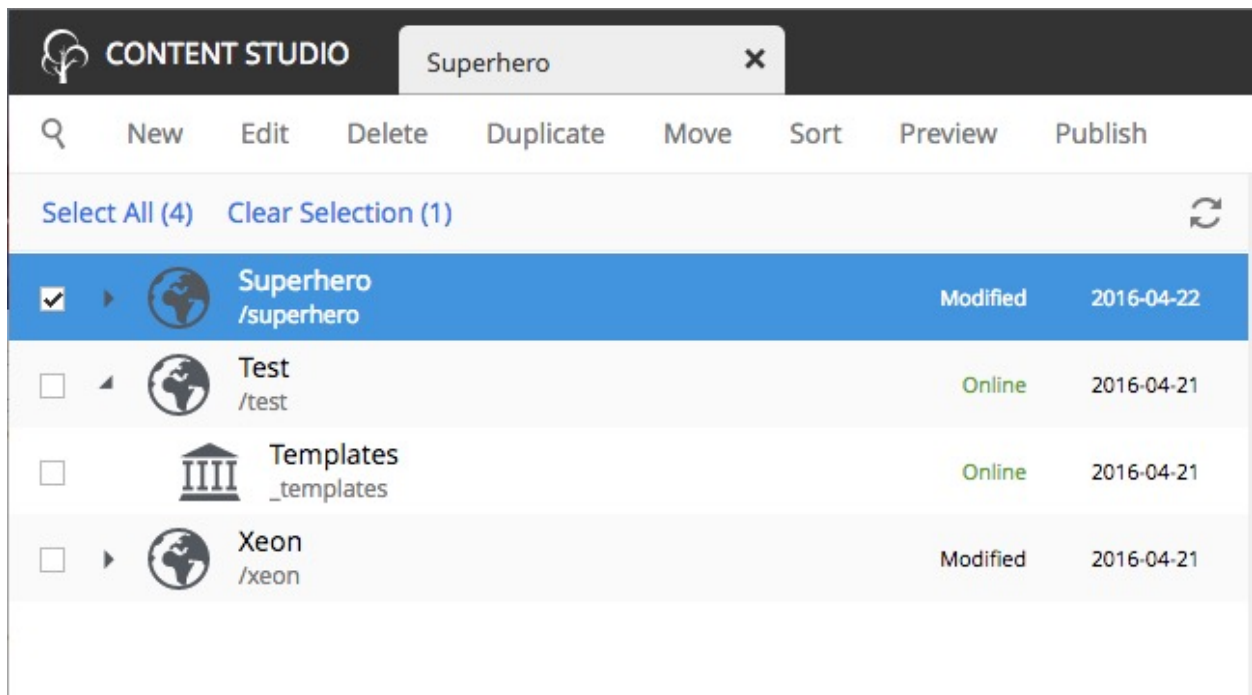 CONTENT STUDIO Superhero
New Edit Delete Duplicate Move Sort Preview Publish
Select All (4) Clear Selection (1)
Superhero
/superhero
Modified 2016-04-22
Test
/test
Online 2016-04-21
Templates
_templates
Online 2016-04-21
Xeon
/xeon
Modified 2016-04-21